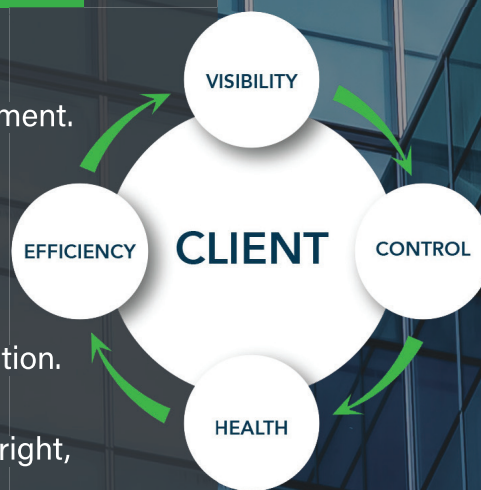 VISIBILITY
ment.
EFFICIENCY
CLIENT
CONTROL
tion.
HEALTH
right,